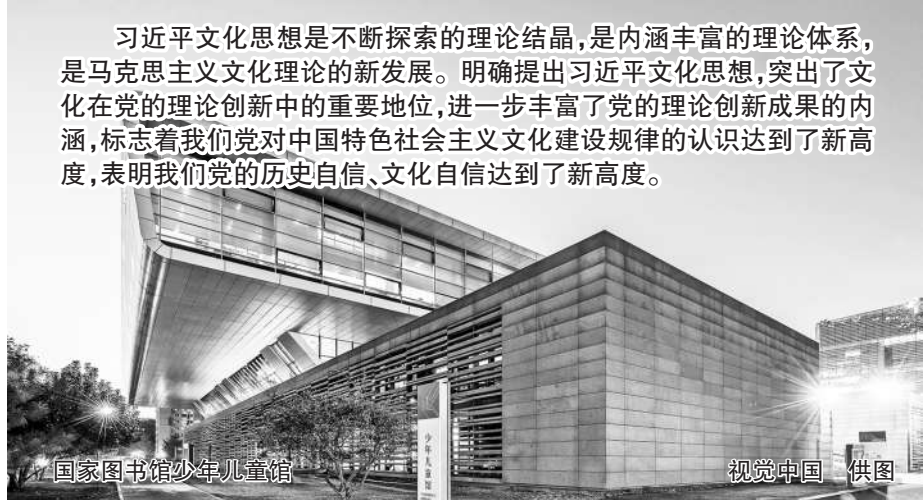 习近平文化思想是不断探索的理论结晶，是内涵丰富的理论体系，
是马克思主义文化理论的新发展。明确提出习近平文化思想，突出了文
化在党的理论创新中的重要地位，进一步丰富了党的理论创新成果的内
涵，标志着我们党对中国特色社会主义文化建设规律的认识达到了新高
度，表明我们党的历史自信、文化自信达到了新高度。
少年儿童馆
国家图书馆少年儿童馆
视觉中国 供图